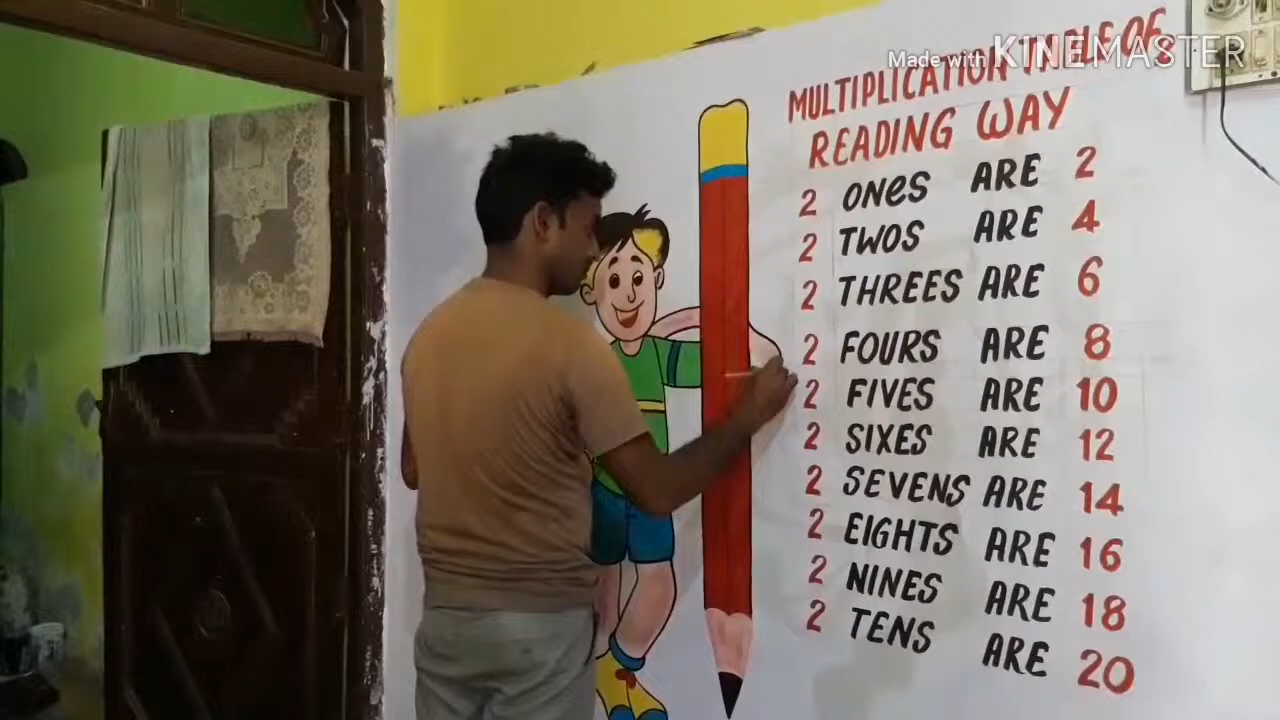 Made with KINEMASTER
MULTIPLICATION TABLE OF
READING WAY
2 ONeS ARE 2
2 TWOS ARE 4
2 THREES ARE 6
2 FOURS ARE 8
2 FIVES ARE 10
2 SIXES ARE 12
2 SEVENS ARE 14
2 EIGHTS ARE 16
2 NINES ARE 18
2 TENS ARE 20